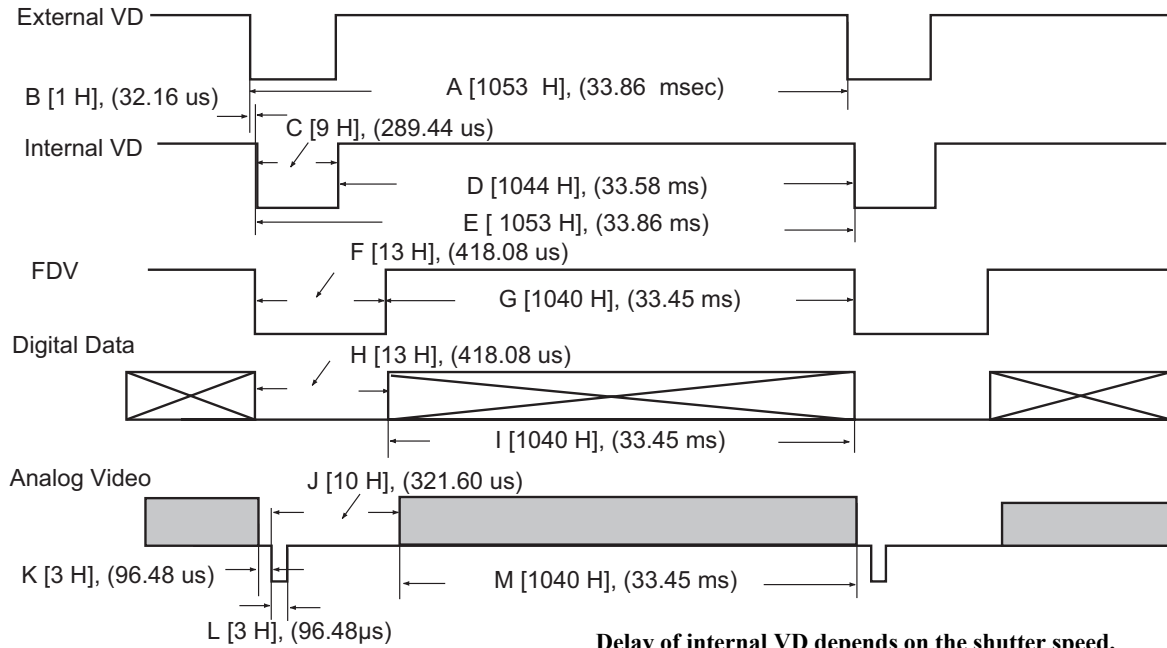 External VD
A [1053 H], (33.86 msec)
B [1 H], (32.16 us)
C [9 H], (289.44 us)
Internal VD
D [1044 H], (33.58 ms)
E [ 1053 H], (33.86 ms)
F [13 H], (418.08 us)
FDV
G [1040 H], (33.45 ms)
Digital Data
H [13 H], (418.08 us)
I [1040 H], (33.45 ms)
Analog Video
J [10 H], (321.60 us)
K [3 H], (96.48 us)
M [1040 H], (33.45 ms)
L [3 H], (96.48µs)
Delay of internal VD depends on the shutter speed.